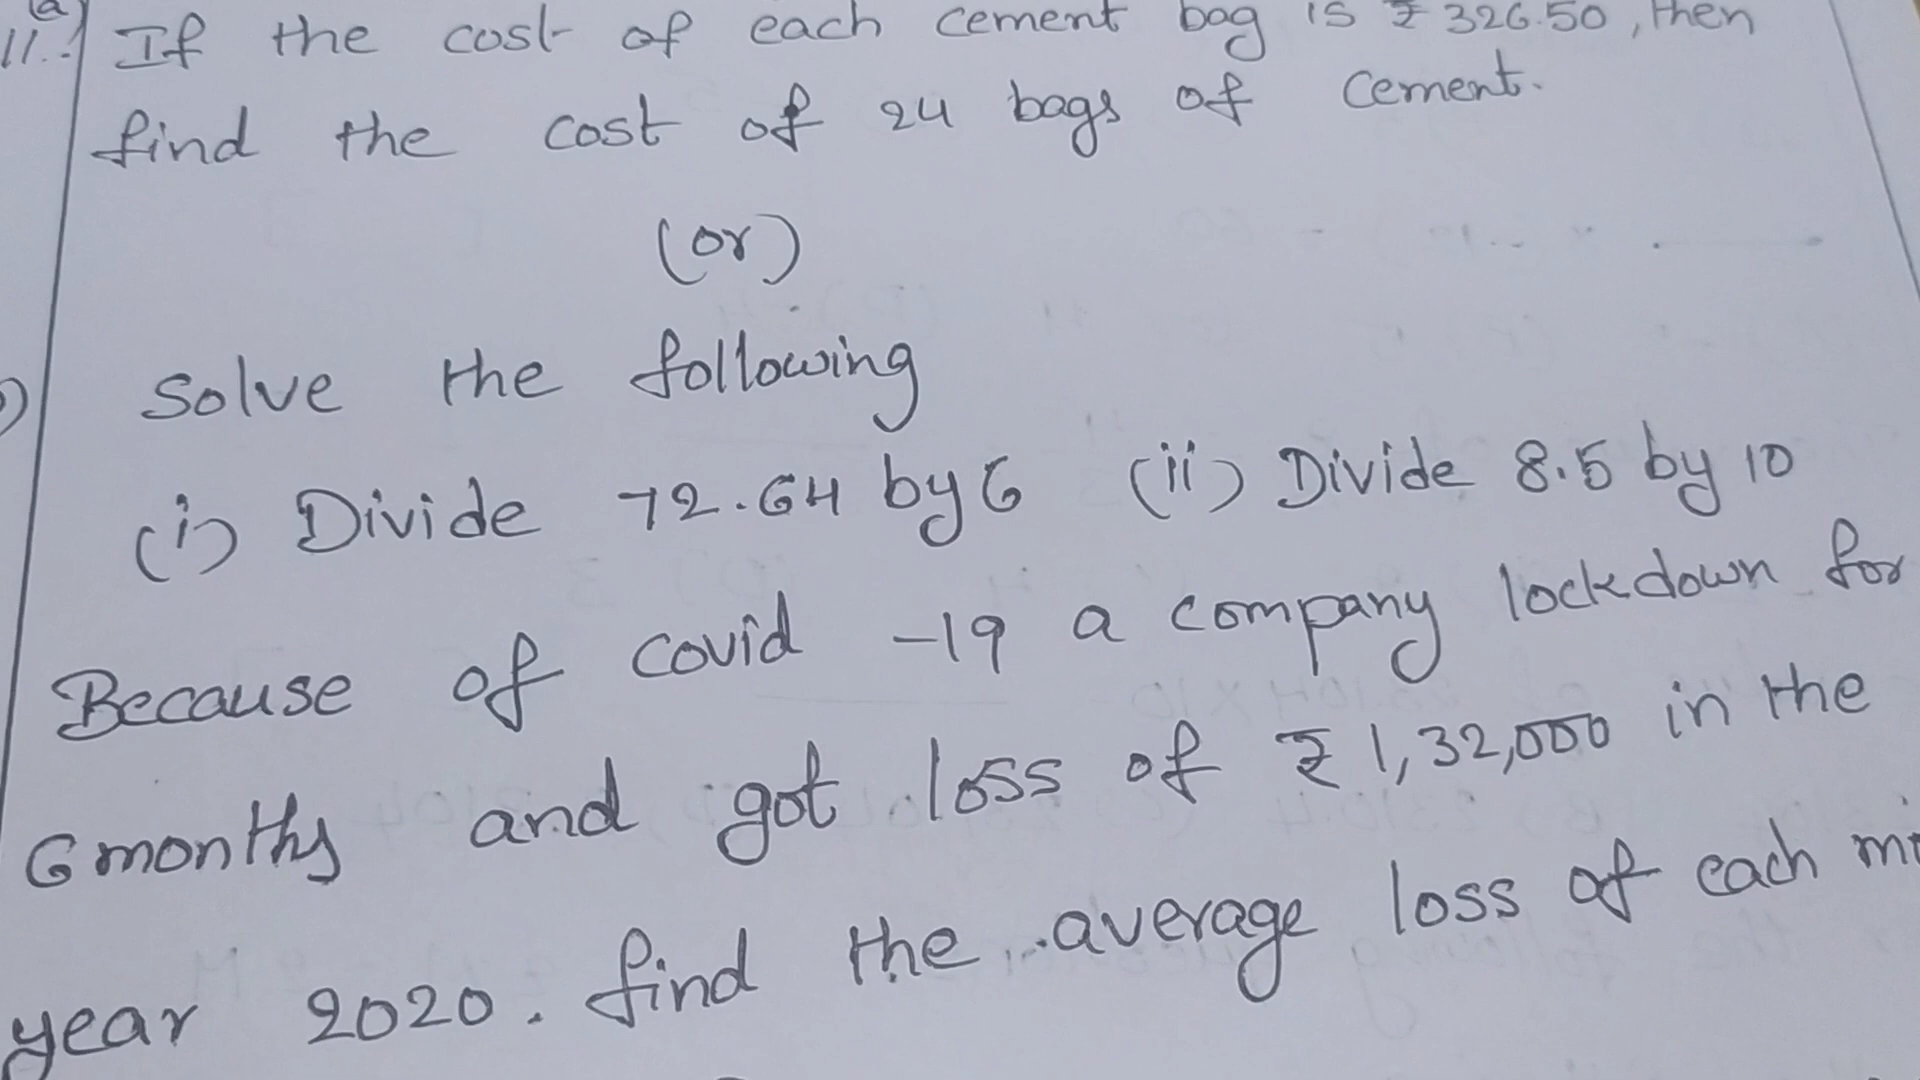 (a)
11. If the cost of each cement bag is ₹ 326.50, then
find the cost of 24 bags of cement.
(or)
Solve the following
(i) Divide 72.64 by 6 (ii) Divide 8.5 by 10
Because of covid -19 a company lockdown for
6 months and got loss of ₹ 1,32,000 in the
year 2020. find the average loss of each